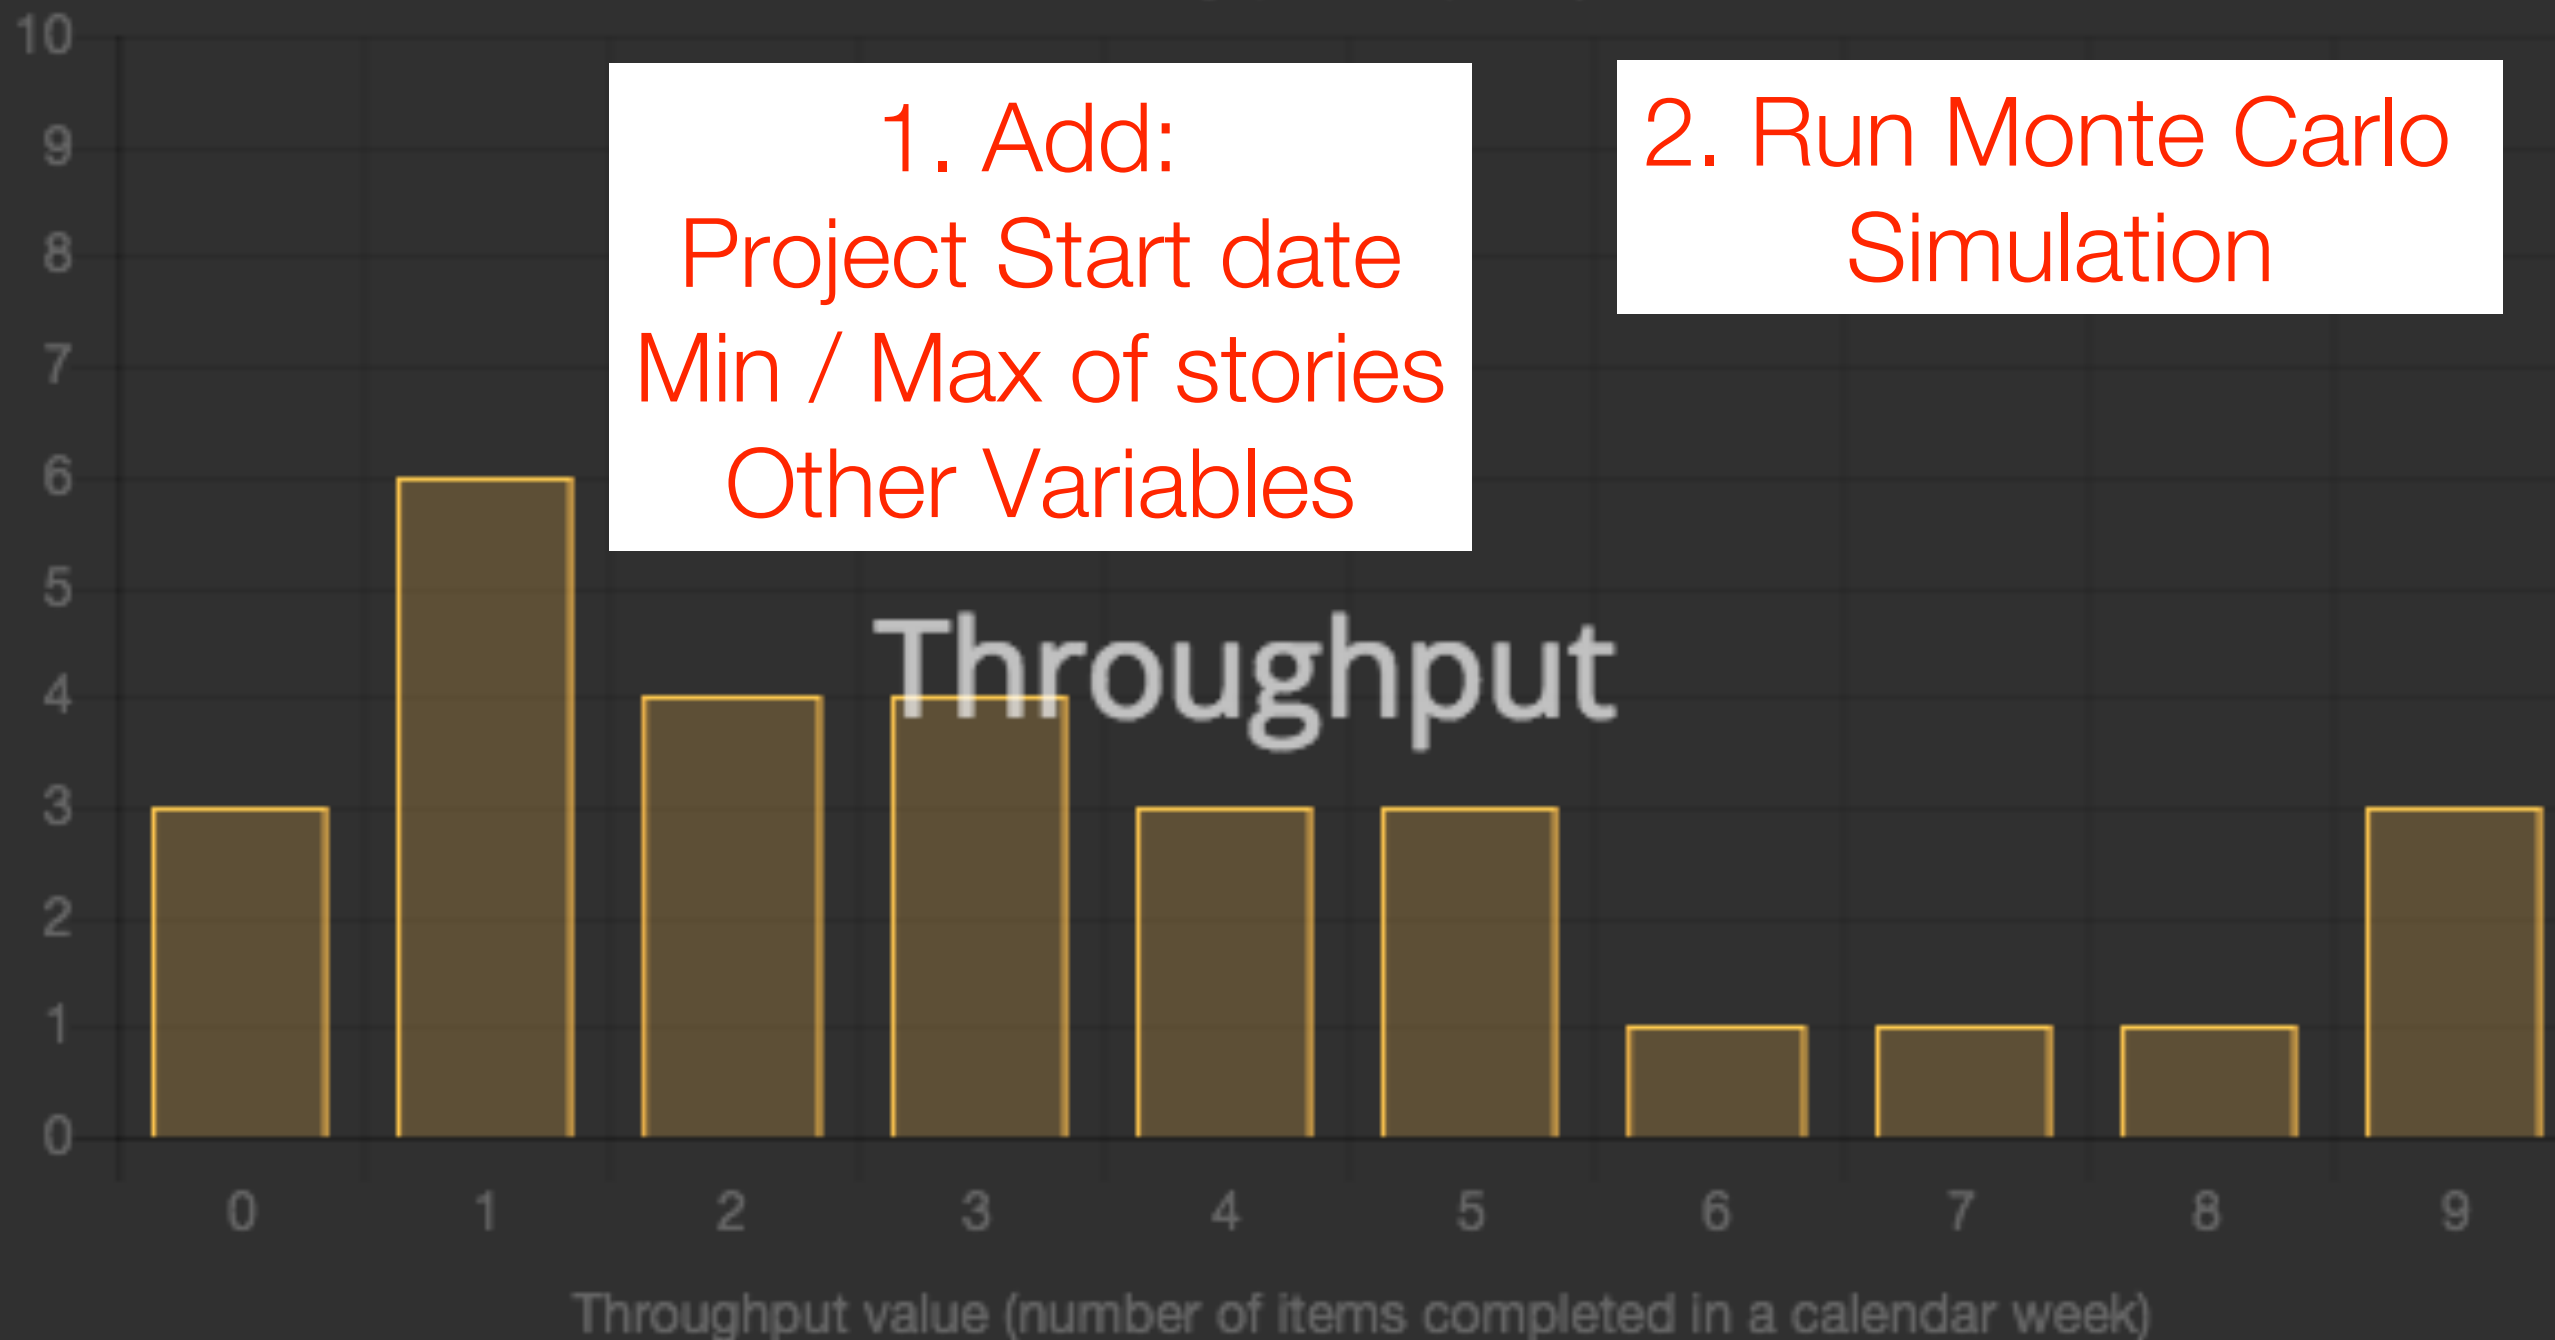 10
9
8
7
6
5
4
3
2
1
0
1. Add:
Project Start date
Min / Max of stories
Other Variables
2. Run Monte Carlo
Simulation
Throughput
0 1 2 3 4 5 6 7 8 9
Throughput value (number of items completed in a calendar week)